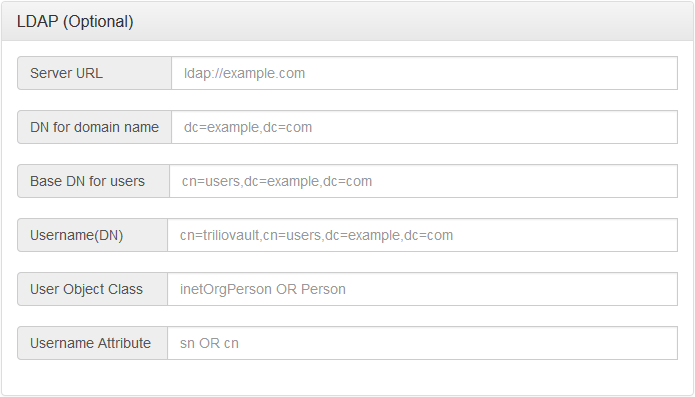 LDAP (Optional)
Server URL ldap://example.com
DN for domain name dc=example,dc=com
Base DN for users cn=users,dc=example,dc=com
Username(DN) cn=triliovault,cn=users,dc=example,dc=com
User Object Class inetOrgPerson OR Person
Username Attribute sn OR cn